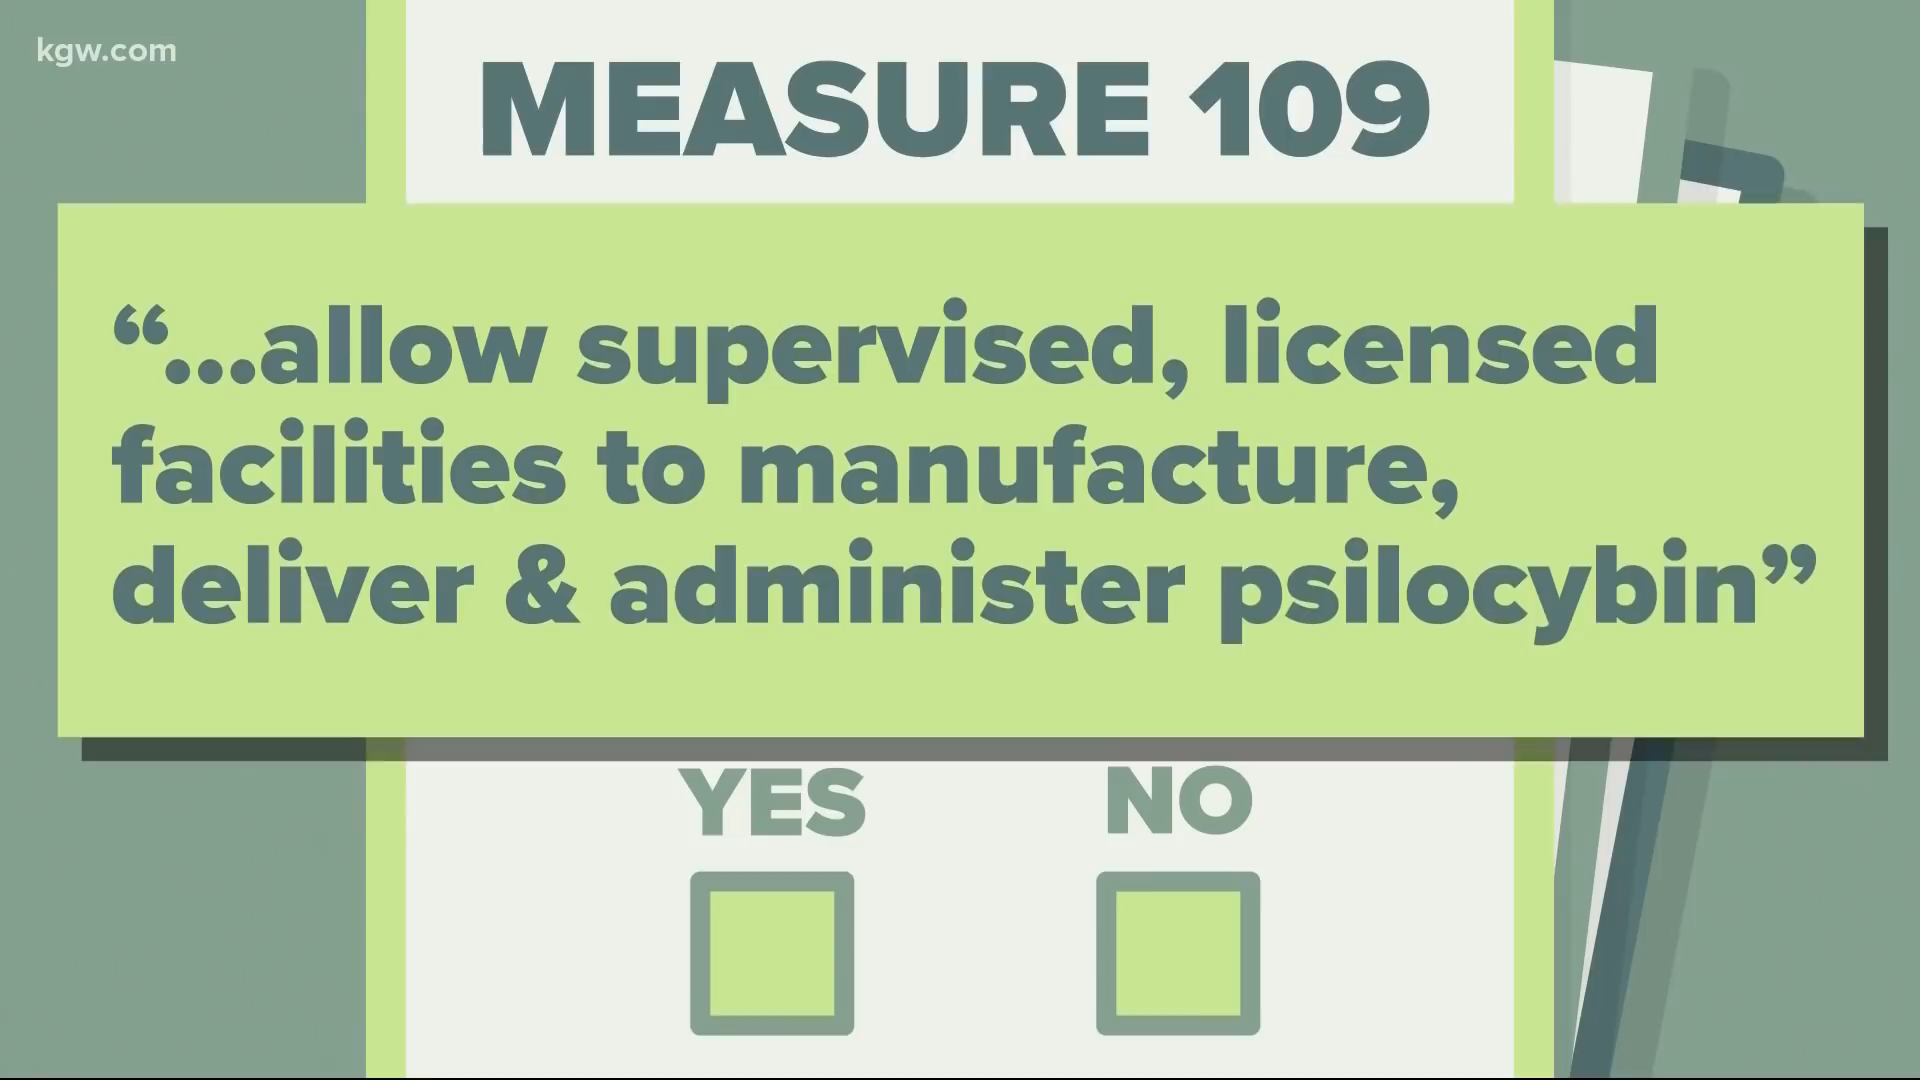 kgw.com
MEASURE 109
“...allow supervised, licensed
facilities to manufacture,
deliver & administer psilocybin”
YES NO